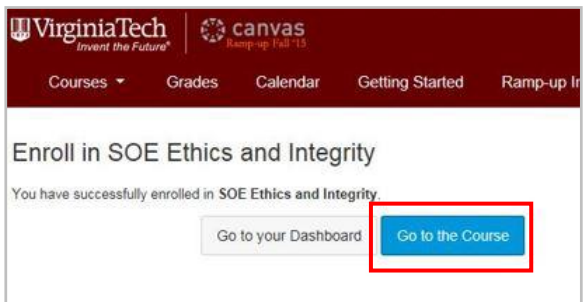 VirginiaTech
Invent the Future®
canvas
Ramp-up Fall '15
Courses Grades Calendar Getting Started Ramp-up
Enroll in SOE Ethics and Integrity
You have successfully enrolled in SOE Ethics and Integrity.
Go to your Dashboard Go to the Course